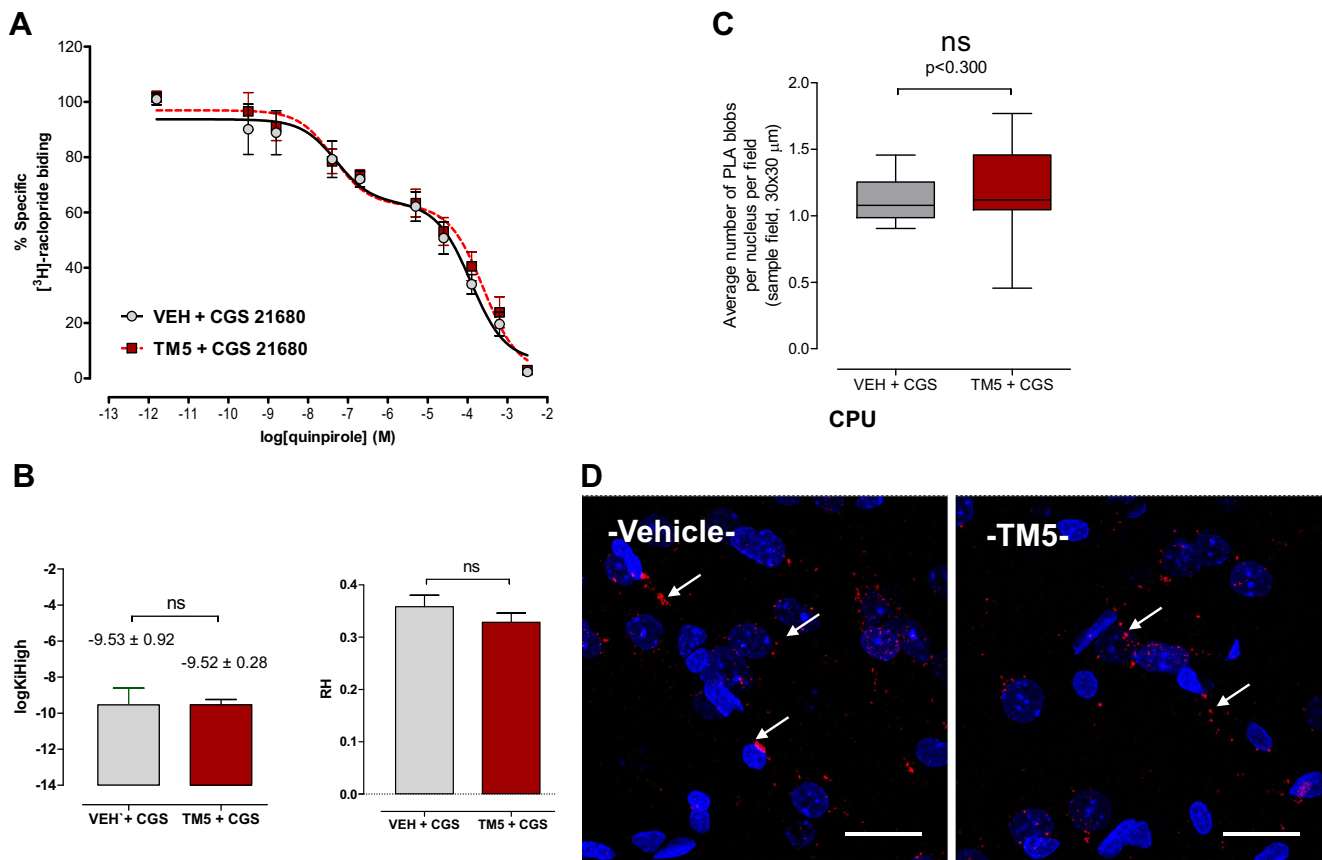 A
% Specific
[³H]-raclopride biding
120
100
80
60
40
20
0
VEH + CGS 21680
TM5 + CGS 21680
-13 -12 -11 -10 -9 -8 -7 -6 -5 -4 -3 -2
log[quinpirole] (M)
C
ns
p<0.300
Average number of PLA blobs
per nucleus per field
(sample field, 30x30 μm)
2.0
1.5
1.0
0.5
0.0
VEH + CGS TM5 + CGS
CPU
B
logKiHigh
-2
-4
-6
-8
-10
-12
-14
ns
-9.53 ± 0.92
-9.52 ± 0.28
VEH`+ CGS TM5 + CGS
RH
0.4
0.3
0.2
0.1
0.0
ns
VEH + CGS TM5 + CGS
D
-Vehicle-
-TM5-